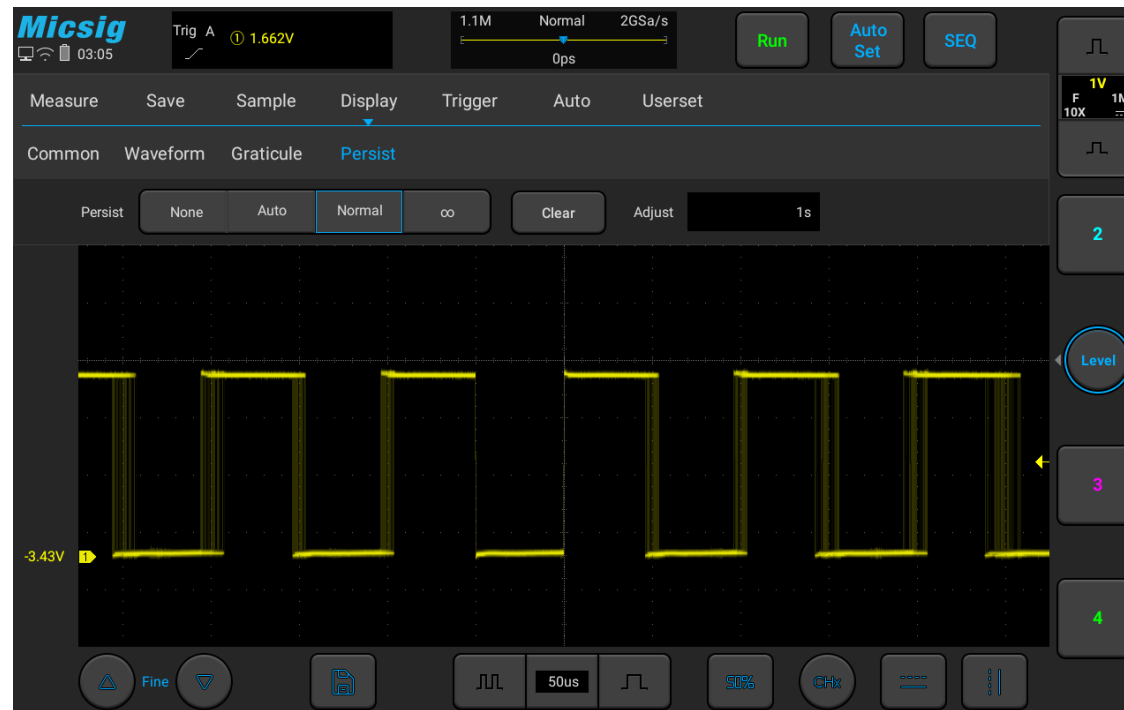 Micsig
03:05
Trig A ① 1.662V
1.1M Normal 2GSa/s
0ps
Run
Auto
Set
SEQ
Measure Save Sample Display Trigger Auto Userset
1V
F 1M
10X
Common Waveform Graticule Persist
Persist None Auto Normal ∞ Clear Adjust 1s
2
Level
3
-3.43V 1
4
Fine 50us 50% CHx